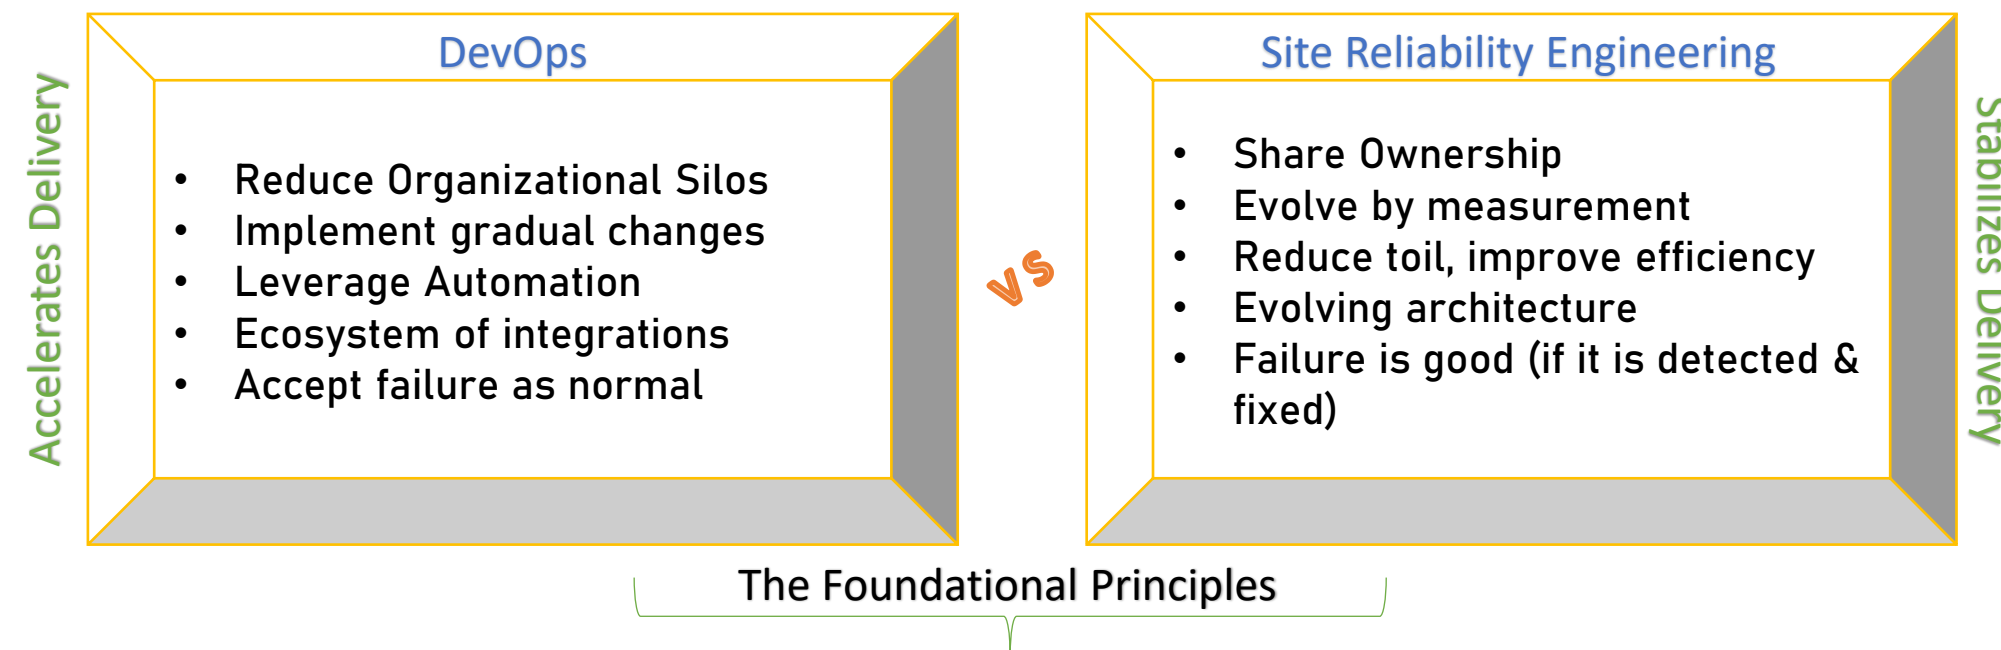 Accelerates Delivery
DevOps
• Reduce Organizational Silos
• Implement gradual changes
• Leverage Automation
• Ecosystem of integrations
• Accept failure as normal
vs
Site Reliability Engineering
• Share Ownership
• Evolve by measurement
• Reduce toil, improve efficiency
• Evolving architecture
• Failure is good (if it is detected &
fixed)
Stabilizes Delivery
The Foundational Principles